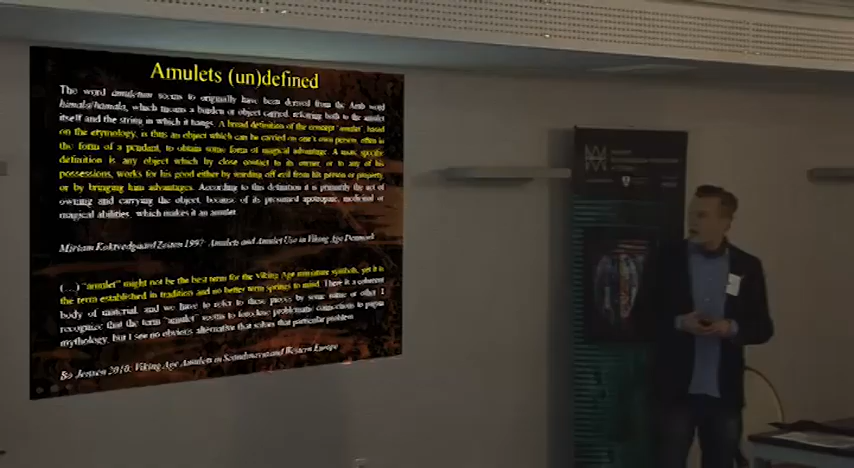 Amulets (un)defined
The word amuletum seems to originally have been derived from the Arab word
himala/hamala, which means a burden or object carried, referring both to the amulet
itself and the string in which it hangs. A broad definition of the concept 'amulet', based
on the etymology, is thus an object which can be carried on one's own person, often in
the form of a pendant, to obtain some form of magical advantage. A more specific
definition is any object which by close contact to its owner, or to any of his
possessions, works for his good either by warding off evil from his person or property
or by bringing him advantages. According to this definition it is primarily the act of
owning and carrying the object, because of its presumed apotropaic, medicinal or
magical abilities, which makes it an amulet.
Miriam Koktvedgaard Zeiten 1997: Amulets and Amulet Use in Viking Age Denmark
(…) "amulet" might not be the best term for the Viking Age miniature symbols, yet it is
the term established in tradition and no better term springs to mind. There is a coherent
body of material, and we have to refer to these pieces by some name or other. I
recognize that the term "amulet" seems to foreclose problematic connections to pagan
mythology, but I see no obvious alternative that solves that particular problem.
Bo Jensen 2010: Viking Age Amulets in Scandinavia and Western Europe